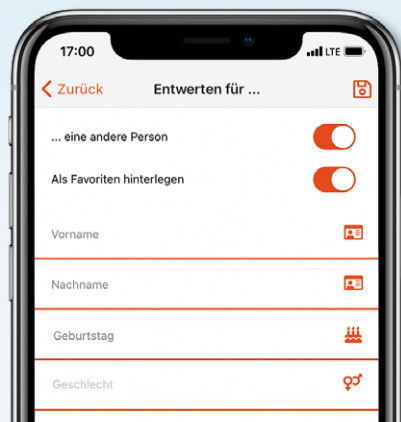 17:00
LTE
Zurück
Entwerten für ...
... eine andere Person
Als Favoriten hinterlegen
Vorname
Nachname
Geburtstag
Geschlecht